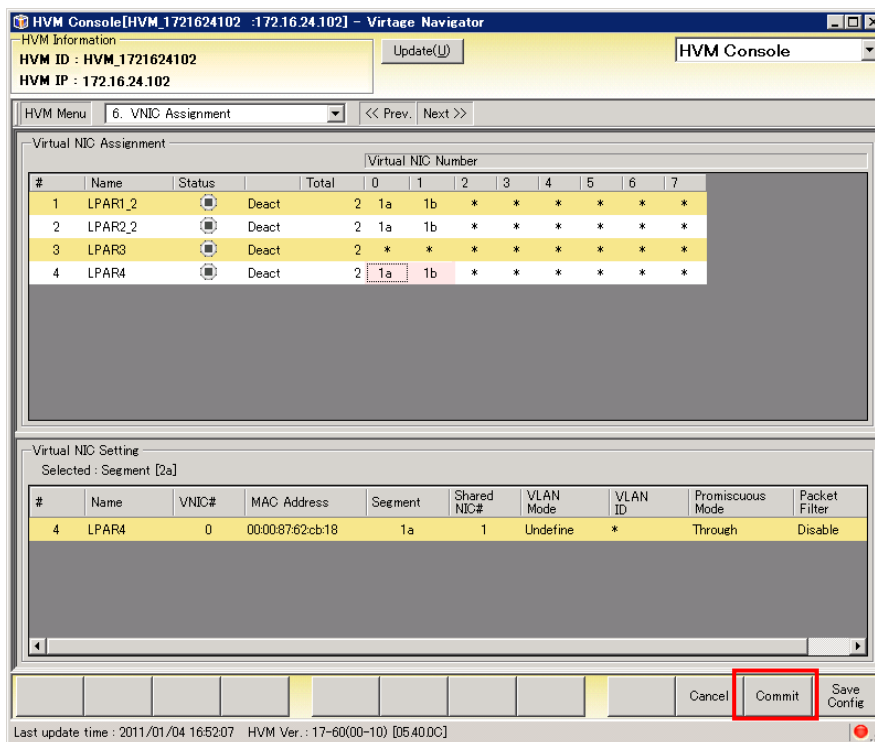 HVM Console[HVM_1721624102 :172.16.24.102] - Virtage Navigator
HVM Information
HVM ID : HVM_1721624102
HVM IP : 172.16.24.102
Update(U)
HVM Console
HVM Menu 6. VNIC Assignment << Prev. Next >>
Virtual NIC Assignment
Virtual NIC Number
# Name Status Total 0 1 2 3 4 5 6 7
1 LPAR1_2 Deact 2 1a 1b * * * * * *
2 LPAR2_2 Deact 2 1a 1b * * * * * *
3 LPAR3 Deact 2 * * * * * * * *
4 LPAR4 Deact 2 1a 1b * * * * * *
Virtual NIC Setting
Selected : Segment [2a]
# Name VNIC# MAC Address Segment Shared NIC# VLAN Mode VLAN ID Promiscuous Mode Packet Filter
4 LPAR4 0 00:00:87:62:cb:18 1a 1 Undefine * Through Disable
Cancel Commit Save Config
Last update time : 2011/01/04 16:52:07 HVM Ver. : 17-60(00-10) [05.40.0C]